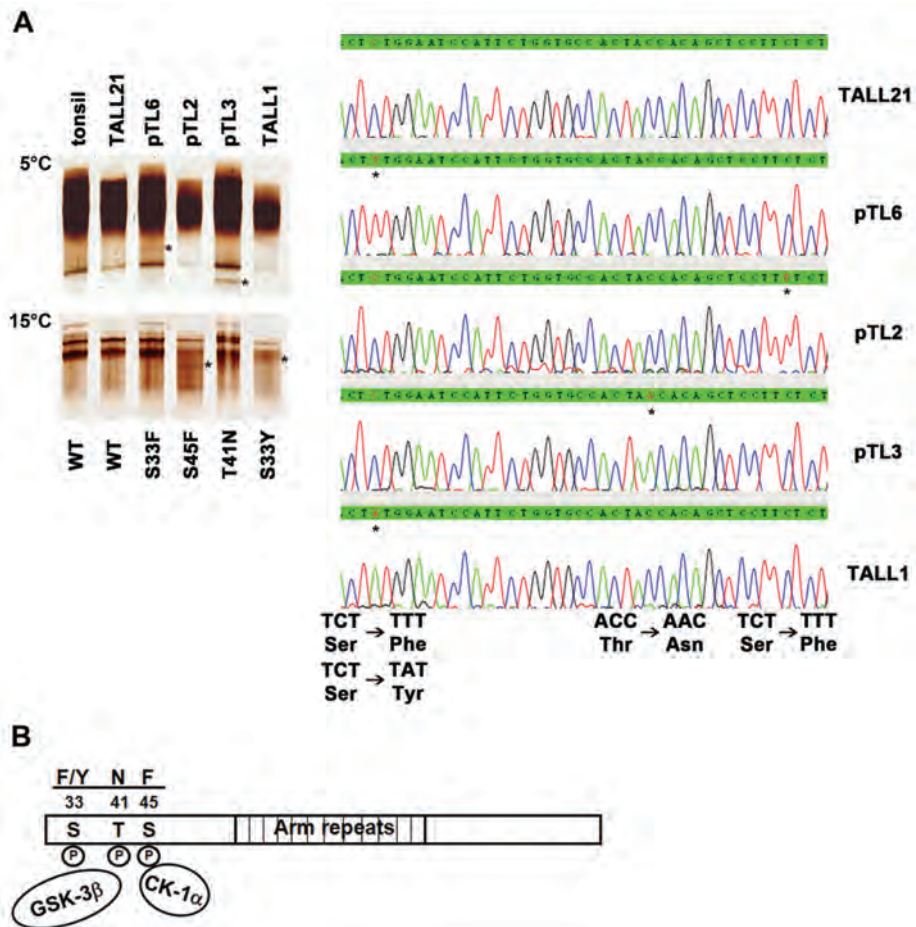 A
tonsil TALL21 pTL6 pTL2 pTL3 TALL1
5°C
*
*
15°C
*
*
WT WT S33F S45F T41N S33Y
TALL21
*
pTL6
*
pTL2
*
pTL3
*
TALL1
TCT → TTT ACC → AAC TCT → TTT
Ser Phe Thr Asn Ser Phe
TCT → TAT
Ser Tyr
B
F/Y N F
33 41 45
S T S Arm repeats
P P P
GSK-3β CK-1α